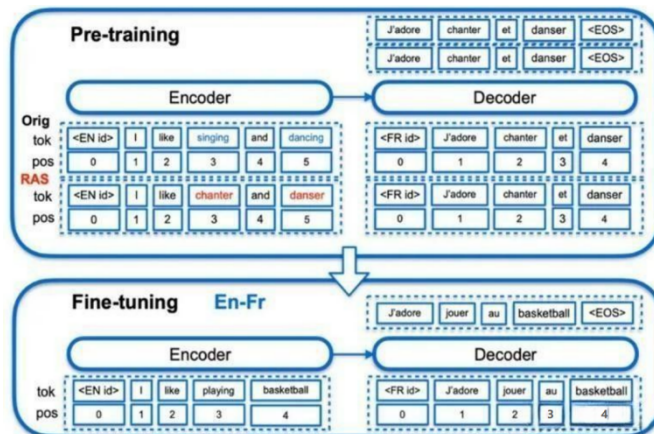 Pre-training
J'adore chanter et danser <EOS>
J'adore chanter et danser <EOS>
Encoder
Decoder
Orig
tok <EN id> I like singing and dancing
pos 0 1 2 3 4 5
RAS
tok <EN id> I like chanter and danser
pos 0 1 2 3 4 5
<FR id> J'adore chanter et danser
0 1 2 3 4
<FR id> J'adore chanter et danser
0 1 2 3 4
Fine-tuning En-Fr
J'adore jouer au basketball <EOS>
Encoder
Decoder
tok <EN id> I like playing basketball
pos 0 1 2 3 4
<FR id> J'adore jouer au basketball
0 1 2 3 4